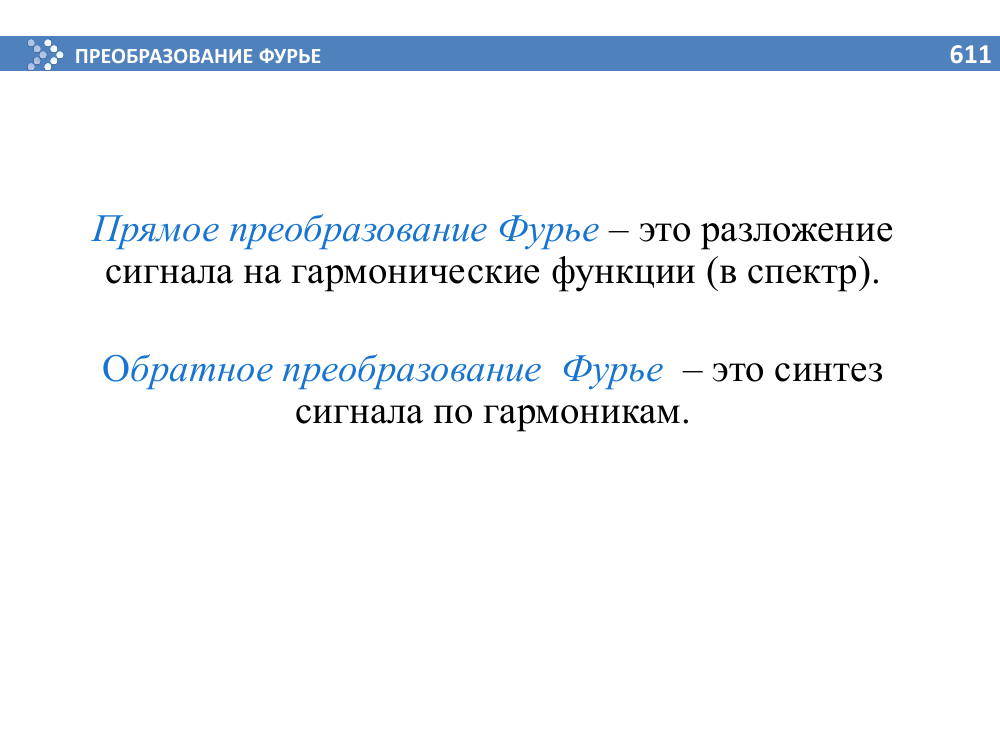 ПРЕОБРАЗОВАНИЕ ФУРЬЕ 611
Прямое преобразование Фурье – это разложение
сигнала на гармонические функции (в спектр).
Обратное преобразование Фурье – это синтез
сигнала по гармоникам.